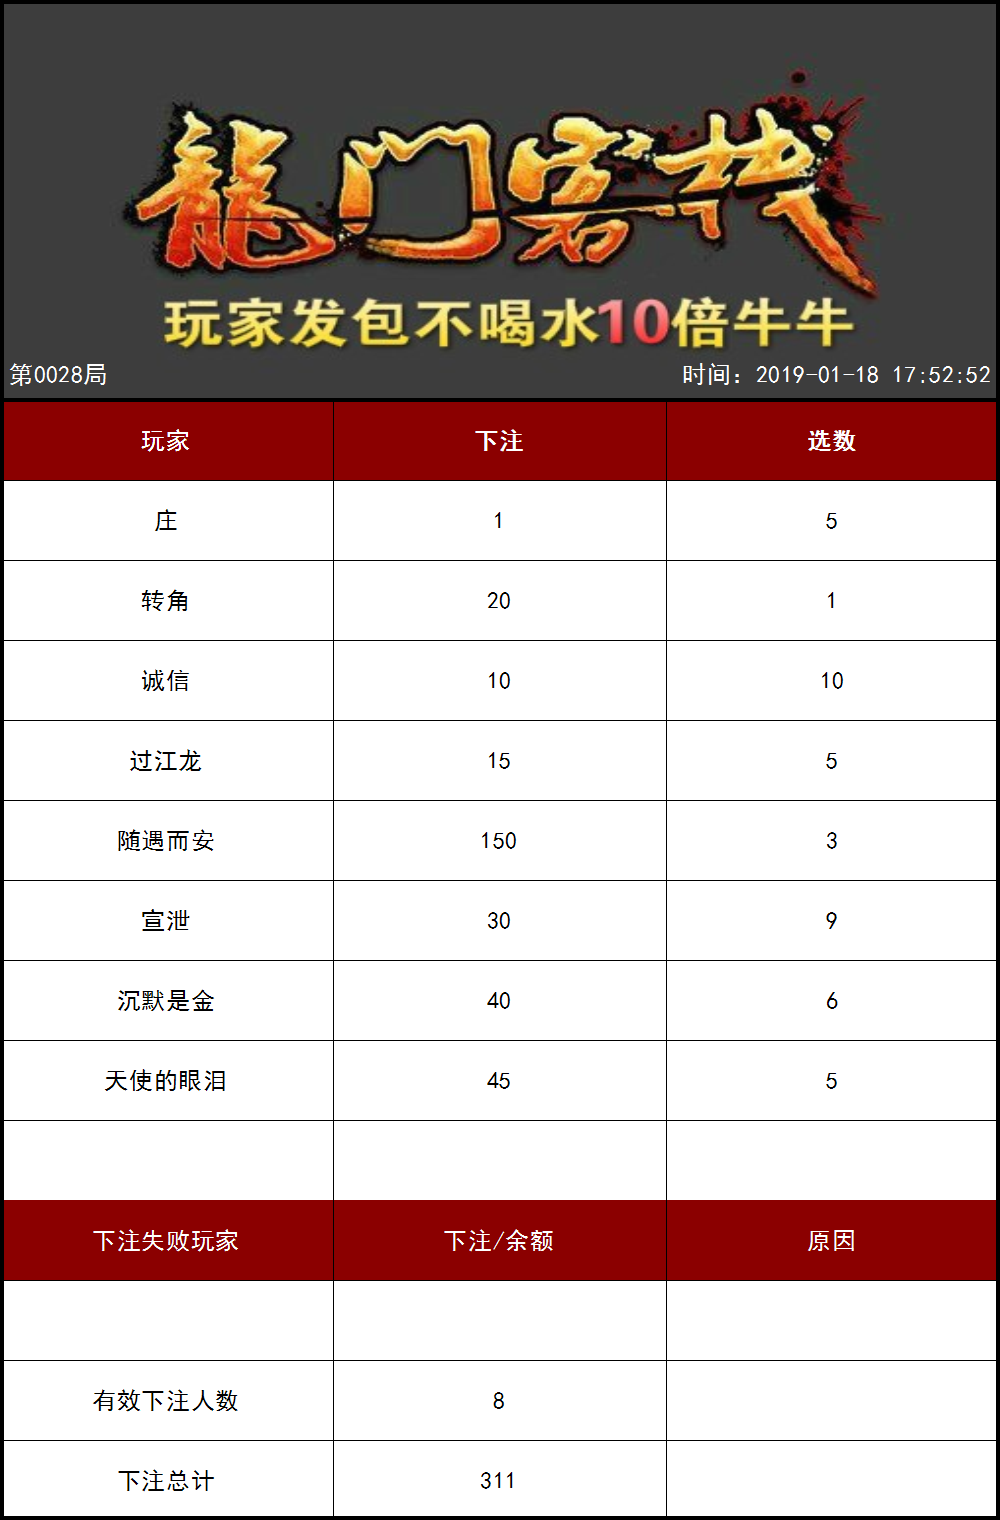 龍门客栈
玩家发包不喝水10倍牛牛
第0028局 时间：2019-01-18 17:52:52
玩家 下注 选数
庄 1 5
转角 20 1
诚信 10 10
过江龙 15 5
随遇而安 150 3
宣泄 30 9
沉默是金 40 6
天使的眼泪 45 5
下注失败玩家 下注/余额 原因
有效下注人数 8
下注总计 311